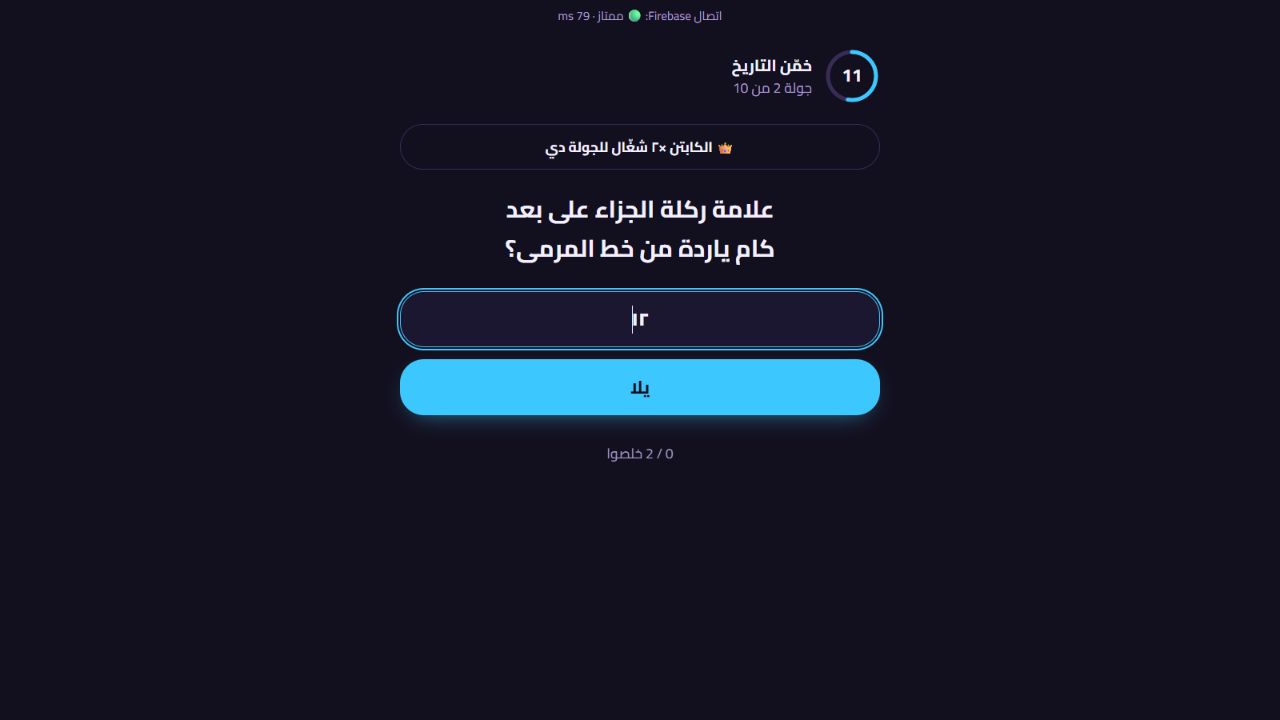 اتصال Firebase: ممتاز · 79 ms
11
خمّن التاريخ
جولة 2 من 10
الكابتن ×٢ شغّال للجولة دي
علامة ركلة الجزاء على بعد
كام ياردة من خط المرمى؟
١٢
يلا
0 / 2 خلصوا